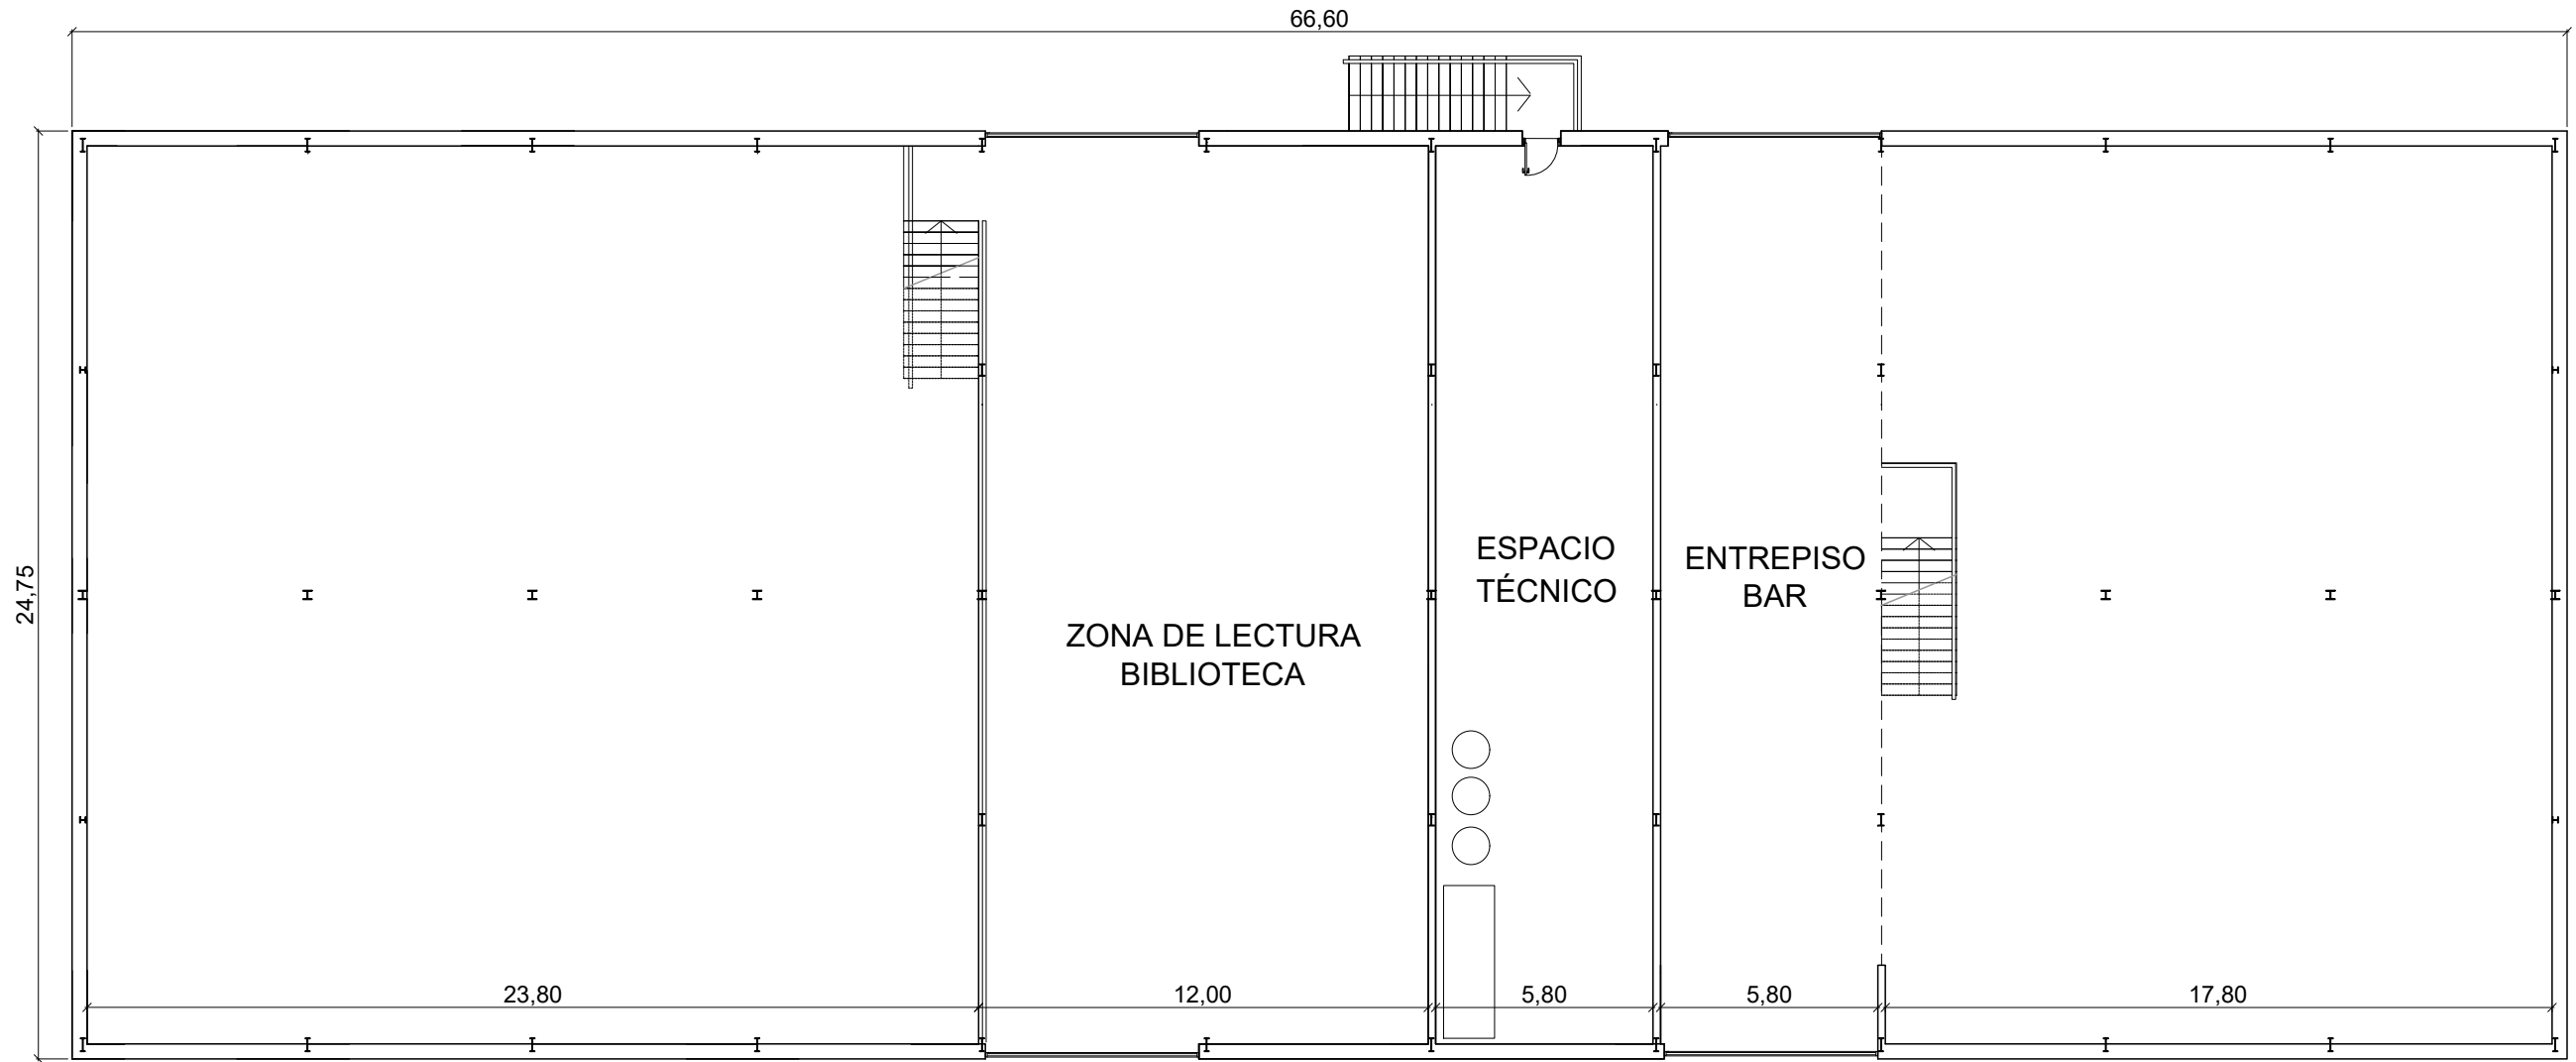 66,60
24,75
ESPACIO
TÉCNICO
ENTREPISO
BAR
ZONA DE LECTURA
BIBLIOTECA
23,80
12,00
5,80
5,80
17,80